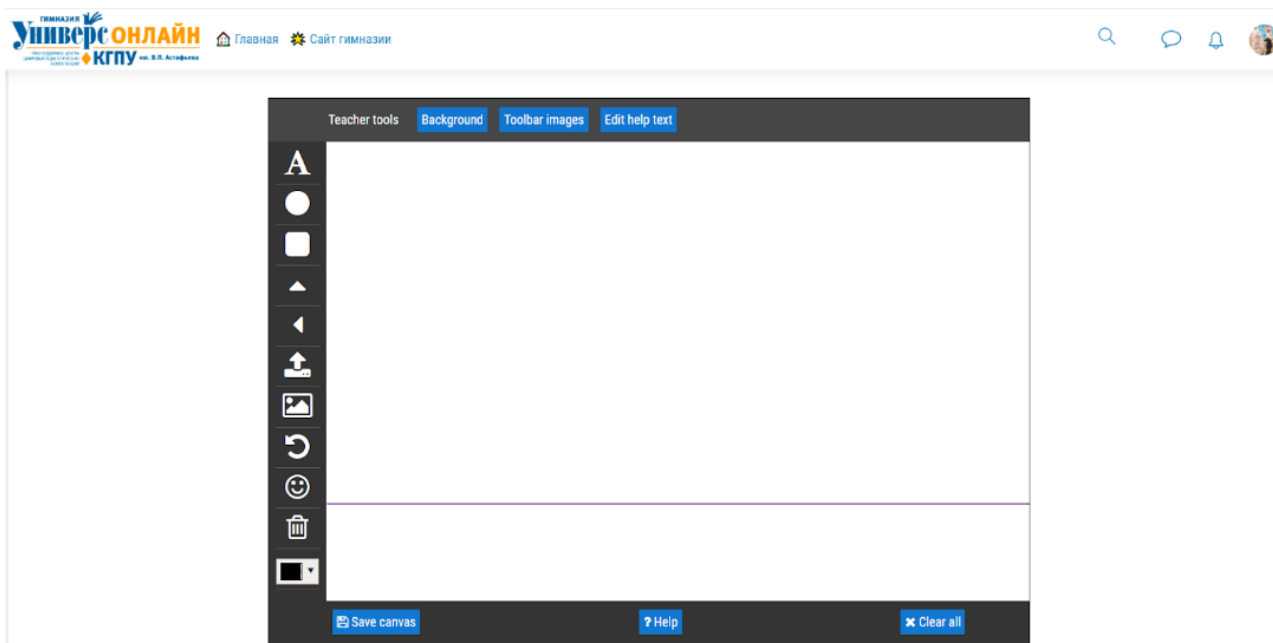 ГИМНАЗИЯ
УНИВЕРС ОНЛАЙН
КГПУ им. В.П. Астафьева
Главная Сайт гимназии
Teacher tools Background Toolbar images Edit help text
A
Save canvas ? Help Clear all